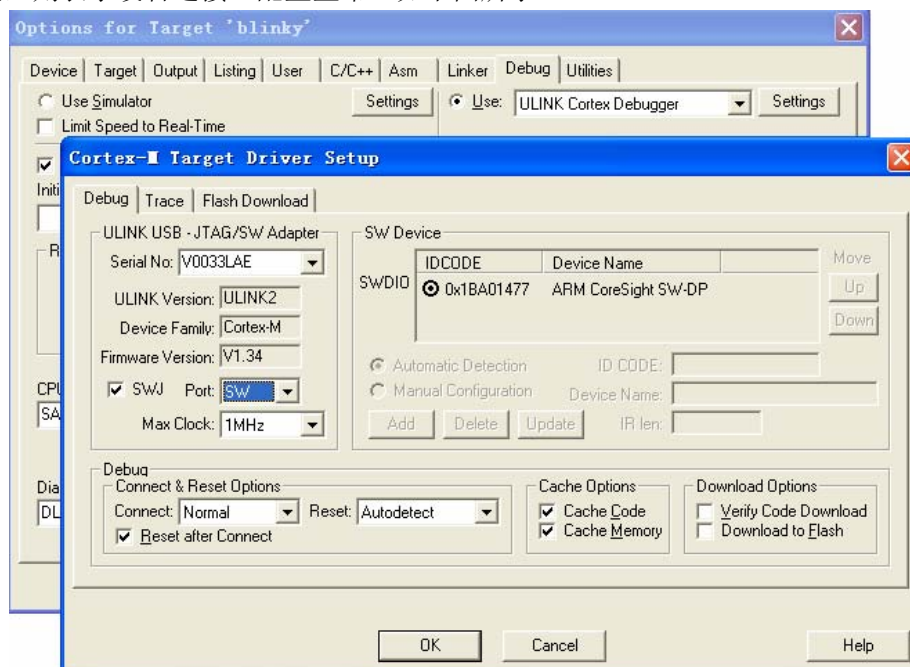 Options for Target 'blinky'
Device Target Output Listing User C/C++ Asm Linker Debug Utilities
Use Simulator Settings Use: ULINK Cortex Debugger Settings
Limit Speed to Real-Time
Cortex-M Target Driver Setup
Initi
Debug Trace Flash Download
ULINK USB - JTAG/SW Adapter SW Device
R
Serial No: V0033LAE IDCODE Device Name Move
SWDIO 0x1BA01477 ARM CoreSight SW-DP Up
ULINK Version: ULINK2
Device Family: Cortex-M Down
Firmware Version: V1.34
Automatic Detection ID CODE:
CPU SWJ Port: SW Manual Configuration Device Name:
SA Max Clock: 1MHz Add Delete Update IR len:
Debug
Dia Connect & Reset Options Cache Options Download Options
DL Connect: Normal Reset: Autodetect Cache Code Verify Code Download
Reset after Connect Cache Memory Download to Flash
OK Cancel Help